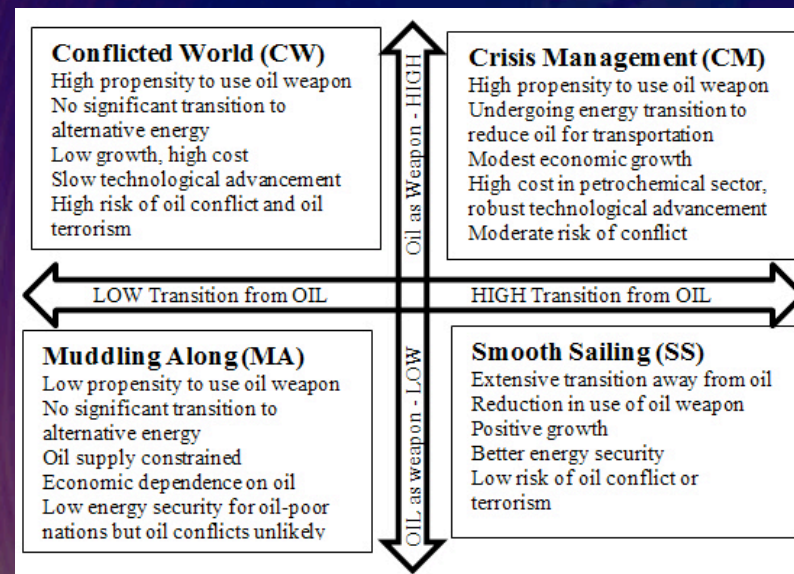 Conflicted World (CW)
High propensity to use oil weapon
No significant transition to
alternative energy
Low growth, high cost
Slow technological advancement
High risk of oil conflict and oil
terrorism
Oil as Weapon - HIGH
Crisis Management (CM)
High propensity to use oil weapon
Undergoing energy transition to
reduce oil for transportation
Modest economic growth
High cost in petrochemical sector,
robust technological advancement
Moderate risk of conflict
LOW Transition from OIL
HIGH Transition from OIL
Muddling Along (MA)
Low propensity to use oil weapon
No significant transition to
alternative energy
Oil supply constrained
Economic dependence on oil
Low energy security for oil-poor
nations but oil conflicts unlikely
OIL as weapon - LOW
Smooth Sailing (SS)
Extensive transition away from oil
Reduction in use of oil weapon
Positive growth
Better energy security
Low risk of oil conflict or
terrorism